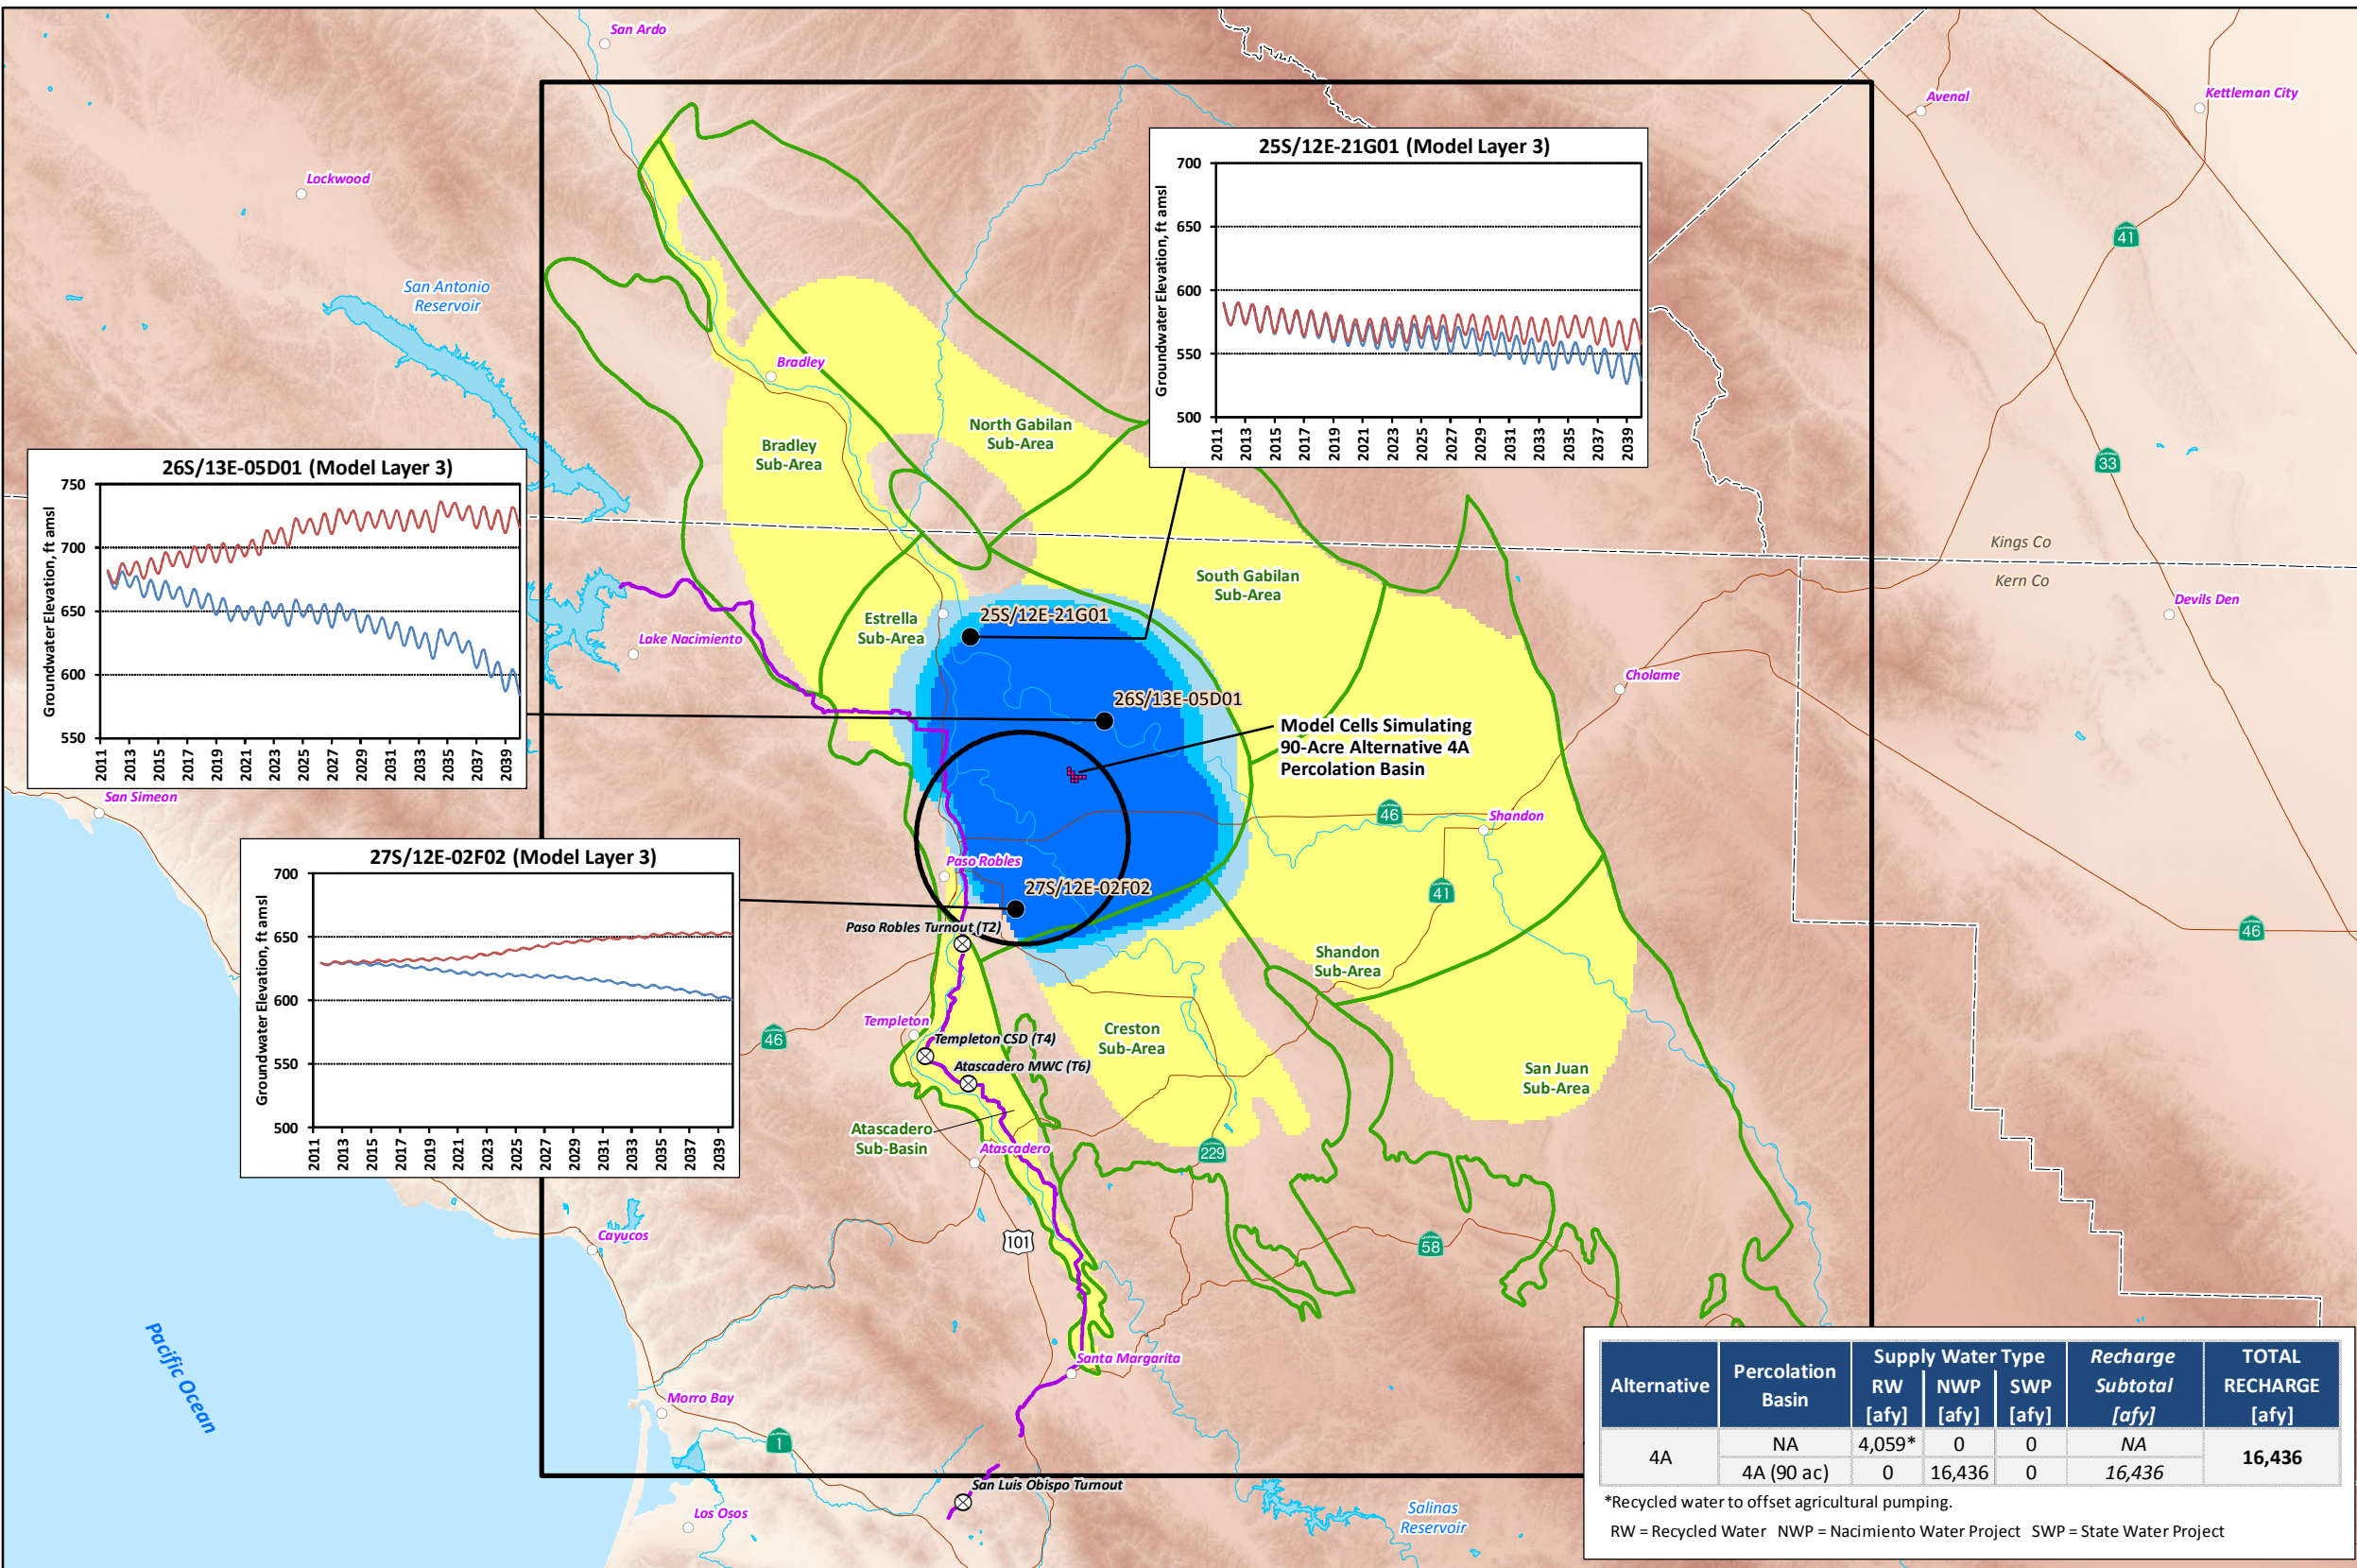 San Ardo
Avenal
Kettleman City
Lockwood
41
San Antonio
Reservoir
25S/12E-21G01 (Model Layer 3)
Groundwater Elevation, ft amsl
700
650
600
550
500
2011
2013
2015
2017
2019
2021
2023
2025
2027
2029
2031
2033
2035
2037
2039
Bradley
North Gabilan
Sub-Area
Bradley
Sub-Area
33
26S/13E-05D01 (Model Layer 3)
Groundwater Elevation, ft amsl
750
700
650
600
550
2011
2013
2015
2017
2019
2021
2023
2025
2027
2029
2031
2033
2035
2037
2039
Kings Co
Kern Co
South Gabilan
Sub-Area
Devils Den
Estrella
Sub-Area
25S/12E-21G01
Lake Nacimiento
Cholame
26S/13E-05D01
Model Cells Simulating
90-Acre Alternative 4A
Percolation Basin
San Simeon
46
Shandon
27S/12E-02F02 (Model Layer 3)
Groundwater Elevation, ft amsl
700
650
600
550
500
2011
2013
2015
2017
2019
2021
2023
2025
2027
2029
2031
2033
2035
2037
2039
Paso Robles
27S/12E-02F02
41
46
Paso Robles Turnout (T2)
Shandon
Sub-Area
Templeton
46
Templeton CSD (T4)
Creston
Sub-Area
Atascadero MWC (T6)
San Juan
Sub-Area
Atascadero
Sub-Basin
Atascadero
229
Cayucos
101
58
Pacific Ocean
Santa Margarita
Morro Bay
1
San Luis Obispo Turnout
Los Osos
Salinas
Reservoir
Alternative
Percolation
Basin
Supply Water Type
RW
[afy]
NWP
[afy]
SWP
[afy]
Recharge
Subtotal
[afy]
TOTAL
RECHARGE
[afy]
4A
NA 4,059* 0 0 NA
4A (90 ac) 0 16,436 0 16,436
16,436
*Recycled water to offset agricultural pumping.
RW = Recycled Water NWP = Nacimiento Water Project SWP = State Water Project